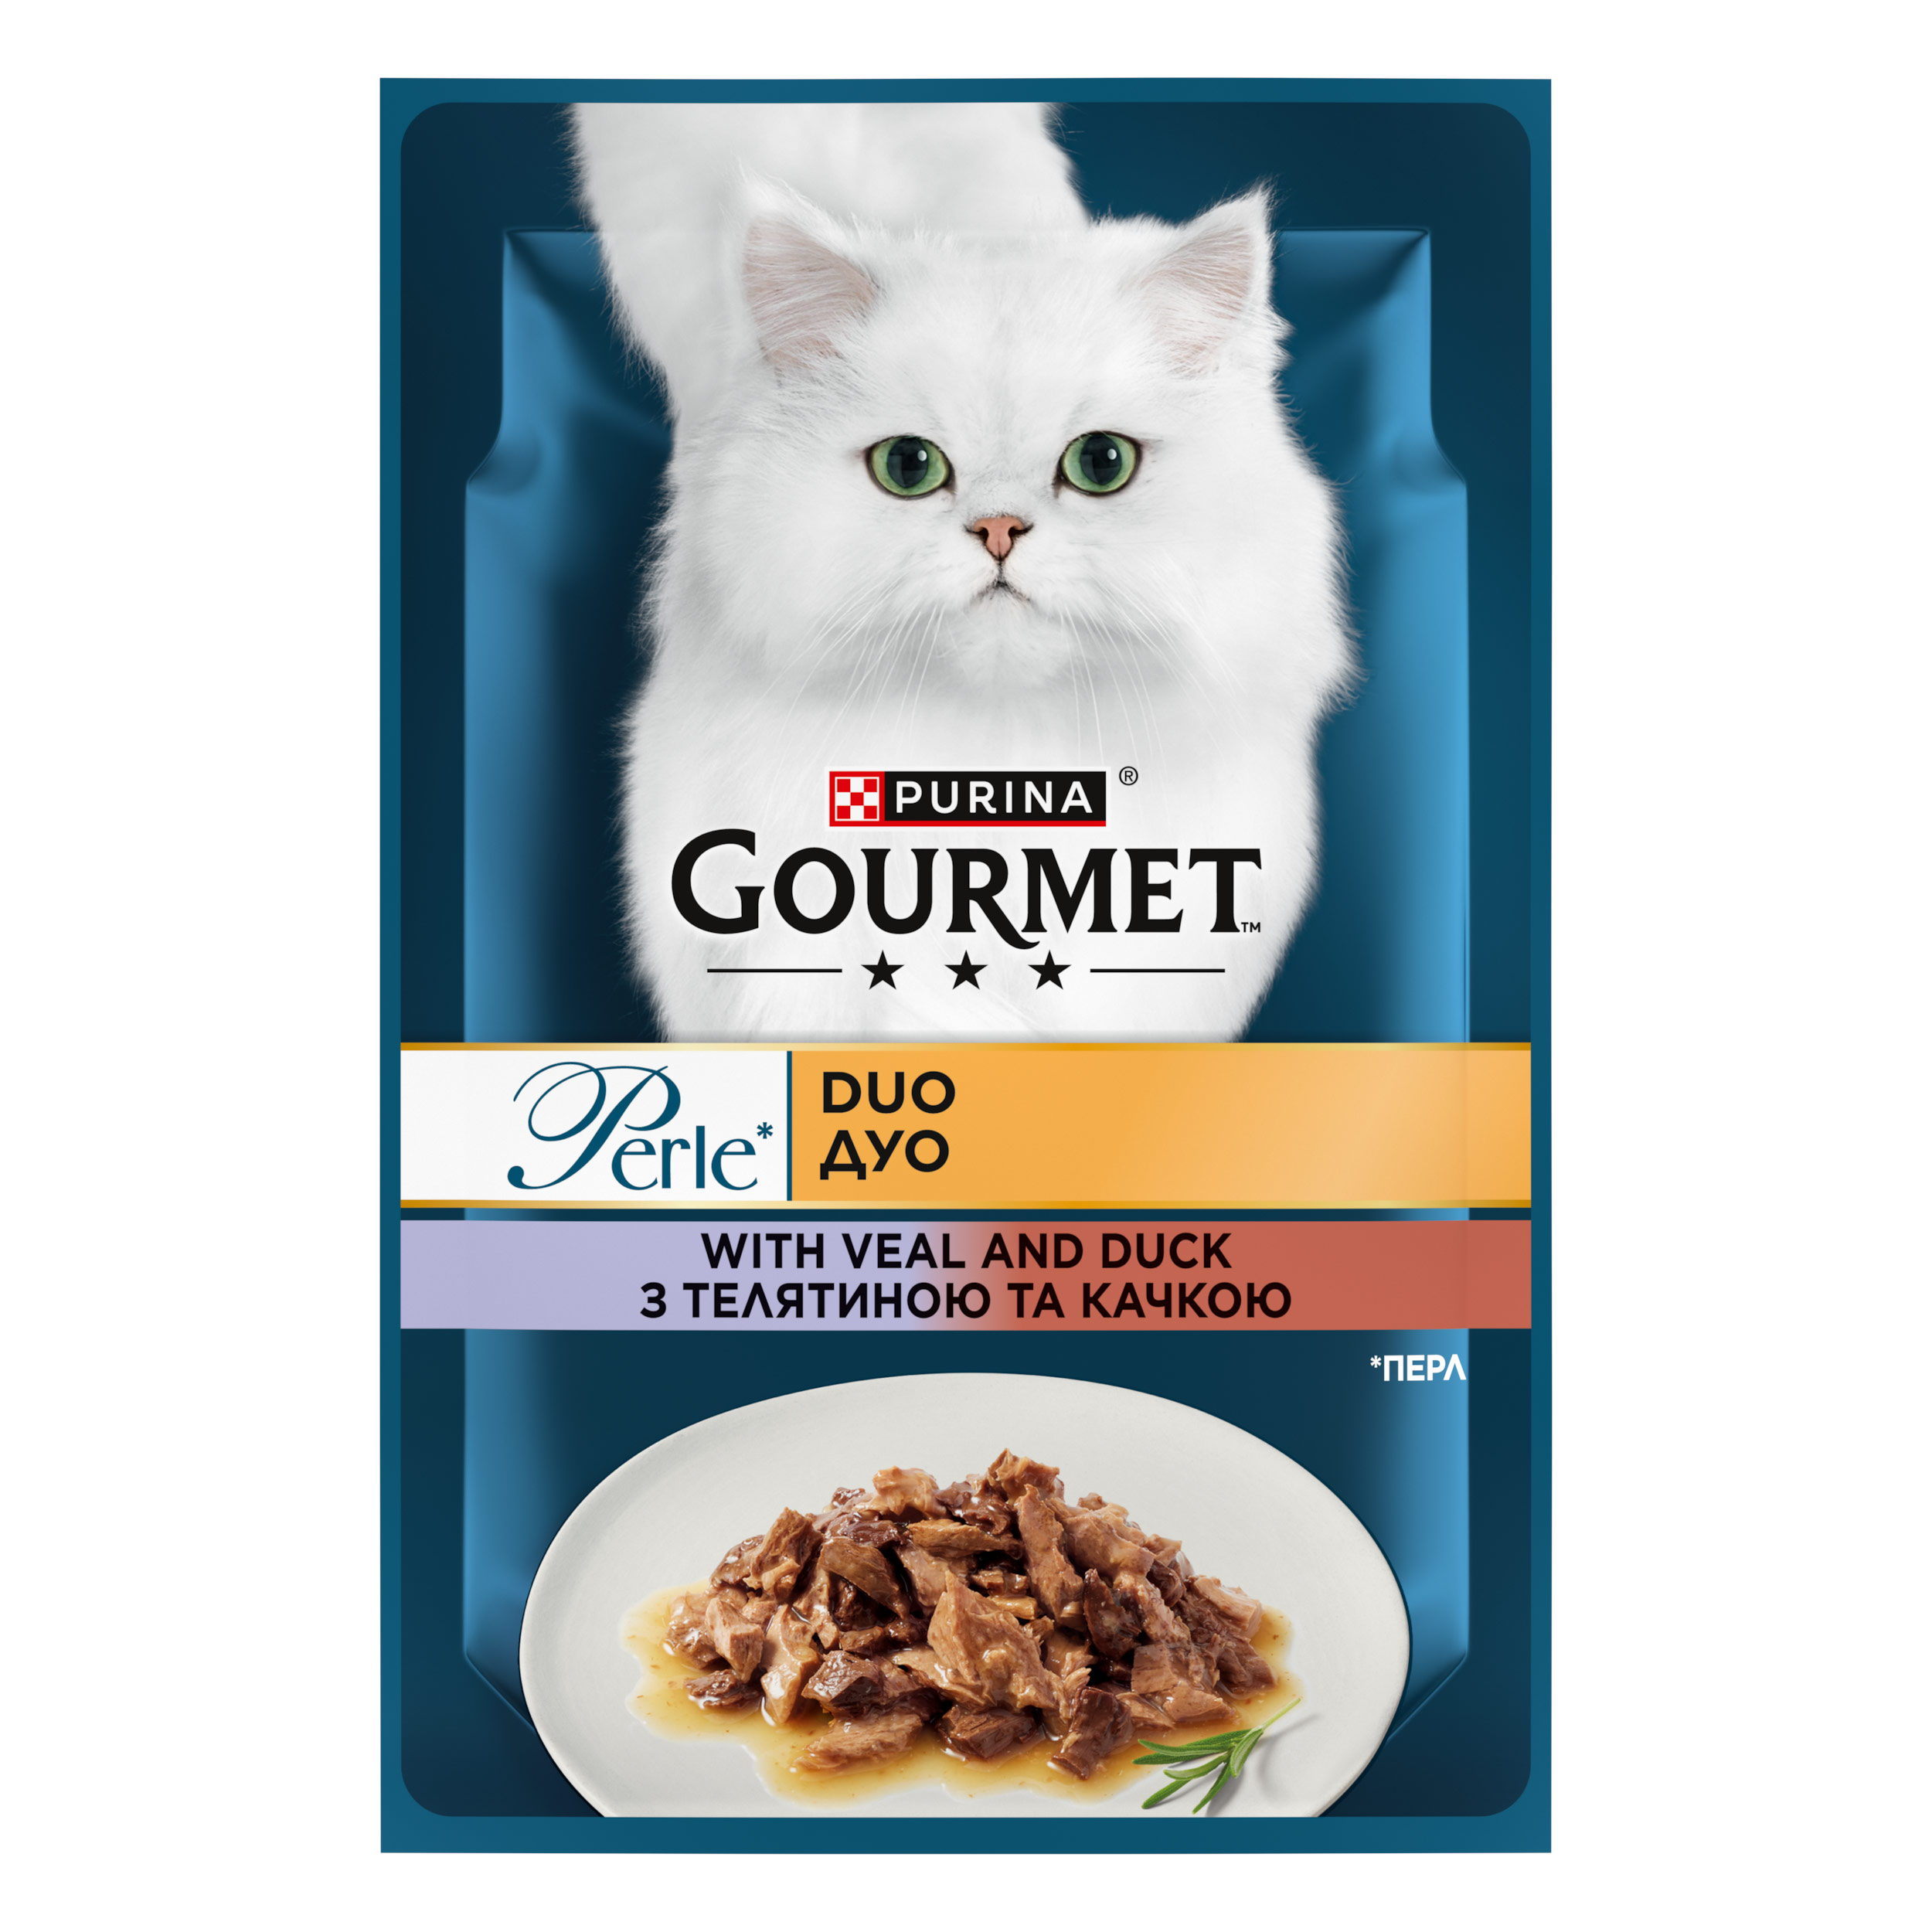 PURINA ®
GOURMET™
Perle*
DUO
ДУО
WITH VEAL AND DUCK
З ТЕЛЯТИНОЮ ТА КАЧКОЮ
*ПЕРЛ